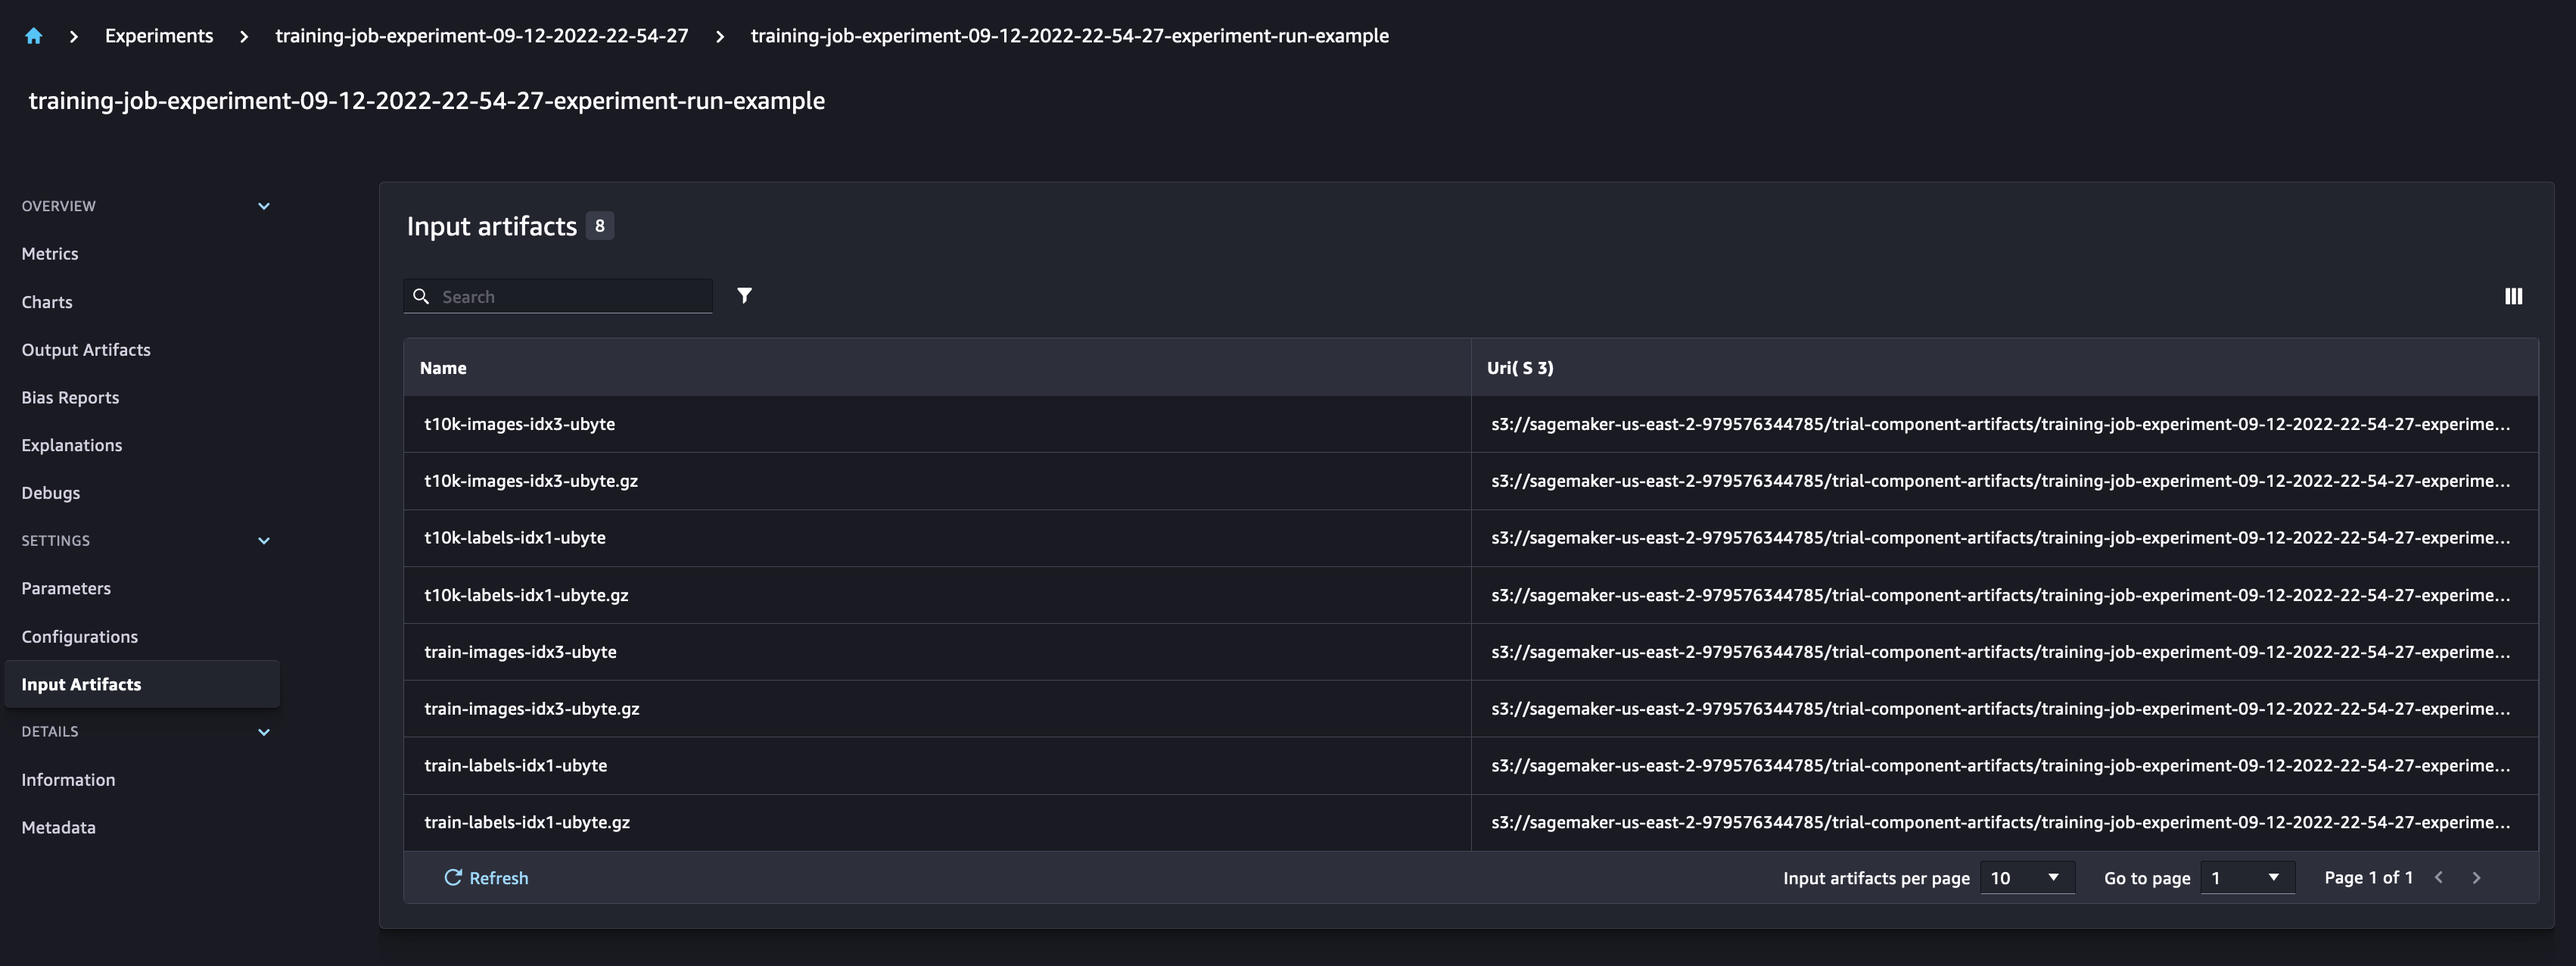 Experiments > training-job-experiment-09-12-2022-22-54-27 > training-job-experiment-09-12-2022-22-54-27-experiment-run-example
training-job-experiment-09-12-2022-22-54-27-experiment-run-example
OVERVIEW
Metrics
Charts
Output Artifacts
Bias Reports
Explanations
Debugs
SETTINGS
Parameters
Configurations
Input Artifacts
DETAILS
Information
Metadata
Input artifacts 8
Search
Name Uri( S 3)
t10k-images-idx3-ubyte s3://sagemaker-us-east-2-979576344785/trial-component-artifacts/training-job-experiment-09-12-2022-22-54-27-experime...
t10k-images-idx3-ubyte.gz s3://sagemaker-us-east-2-979576344785/trial-component-artifacts/training-job-experiment-09-12-2022-22-54-27-experime...
t10k-labels-idx1-ubyte s3://sagemaker-us-east-2-979576344785/trial-component-artifacts/training-job-experiment-09-12-2022-22-54-27-experime...
t10k-labels-idx1-ubyte.gz s3://sagemaker-us-east-2-979576344785/trial-component-artifacts/training-job-experiment-09-12-2022-22-54-27-experime...
train-images-idx3-ubyte s3://sagemaker-us-east-2-979576344785/trial-component-artifacts/training-job-experiment-09-12-2022-22-54-27-experime...
train-images-idx3-ubyte.gz s3://sagemaker-us-east-2-979576344785/trial-component-artifacts/training-job-experiment-09-12-2022-22-54-27-experime...
train-labels-idx1-ubyte s3://sagemaker-us-east-2-979576344785/trial-component-artifacts/training-job-experiment-09-12-2022-22-54-27-experime...
train-labels-idx1-ubyte.gz s3://sagemaker-us-east-2-979576344785/trial-component-artifacts/training-job-experiment-09-12-2022-22-54-27-experime...
Refresh Input artifacts per page 10 Go to page 1 Page 1 of 1